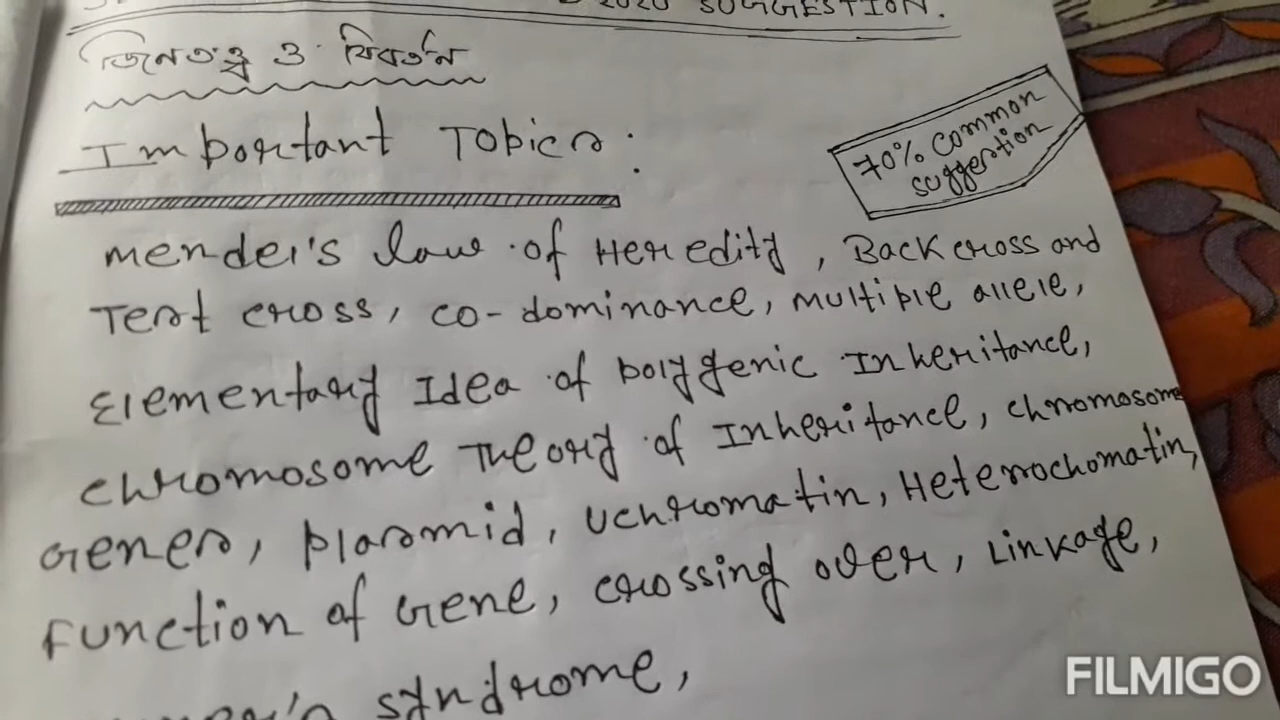 2020 SUGGESTION.
জিনতত্ত্ব ও বিবর্তন
Important Topics:
70% common
suggestion
Mendel's law of Heredity, Back cross and
Test cross, co-dominance, multiple allele,
Elementary Idea of polygenic Inheritance,
chromosome Theory of Inheritance, chromosome
Genes, plasmid, Uchromatin, Heterochomatin,
Function of Gene, crossing over, Linkage,
syndrome,
FILMIGO